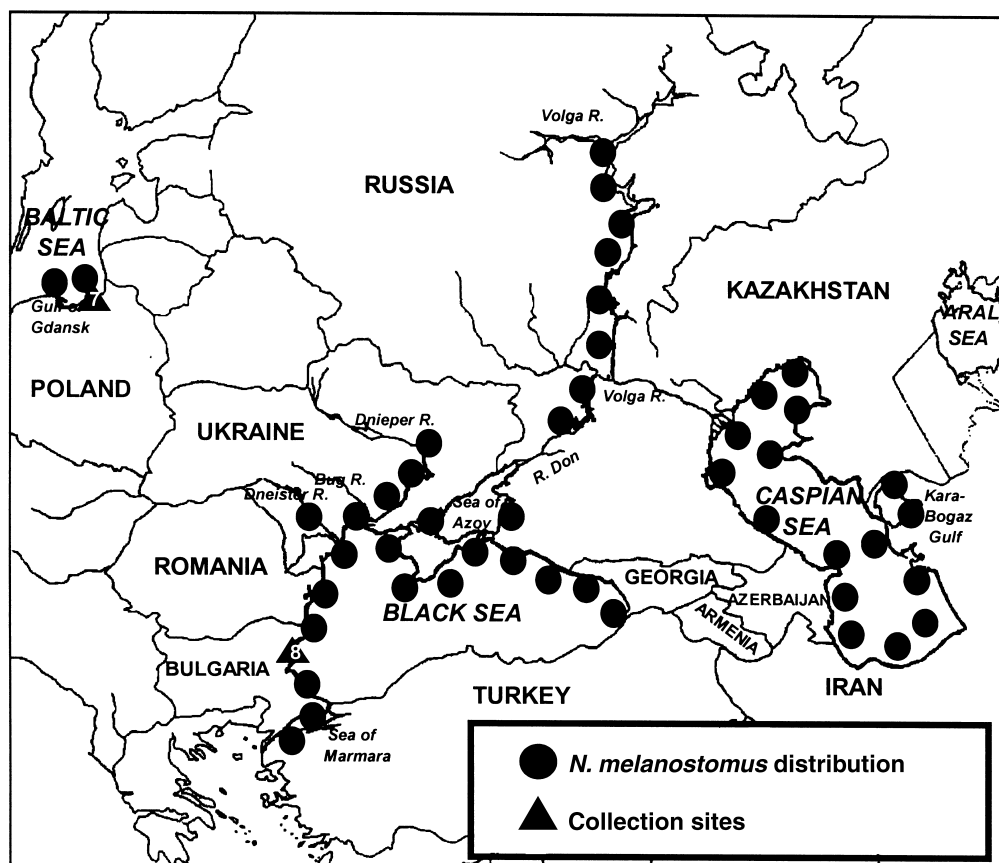 Volga R.
RUSSIA
BALTIC
SEA
7
Gulf of
Gdansk
KAZAKHSTAN
ARAL
SEA
POLAND
Volga R.
UKRAINE
Dnieper R.
R. Don
Bug R.
Dneister R.
Sea of
Azov
CASPIAN
SEA
Kara-
Bogaz
Gulf
ROMANIA
GEORGIA
AZERBAIJAN
ARMENIA
BLACK SEA
8
BULGARIA
TURKEY
IRAN
Sea of
Marmara
N. melanostomus distribution
Collection sites